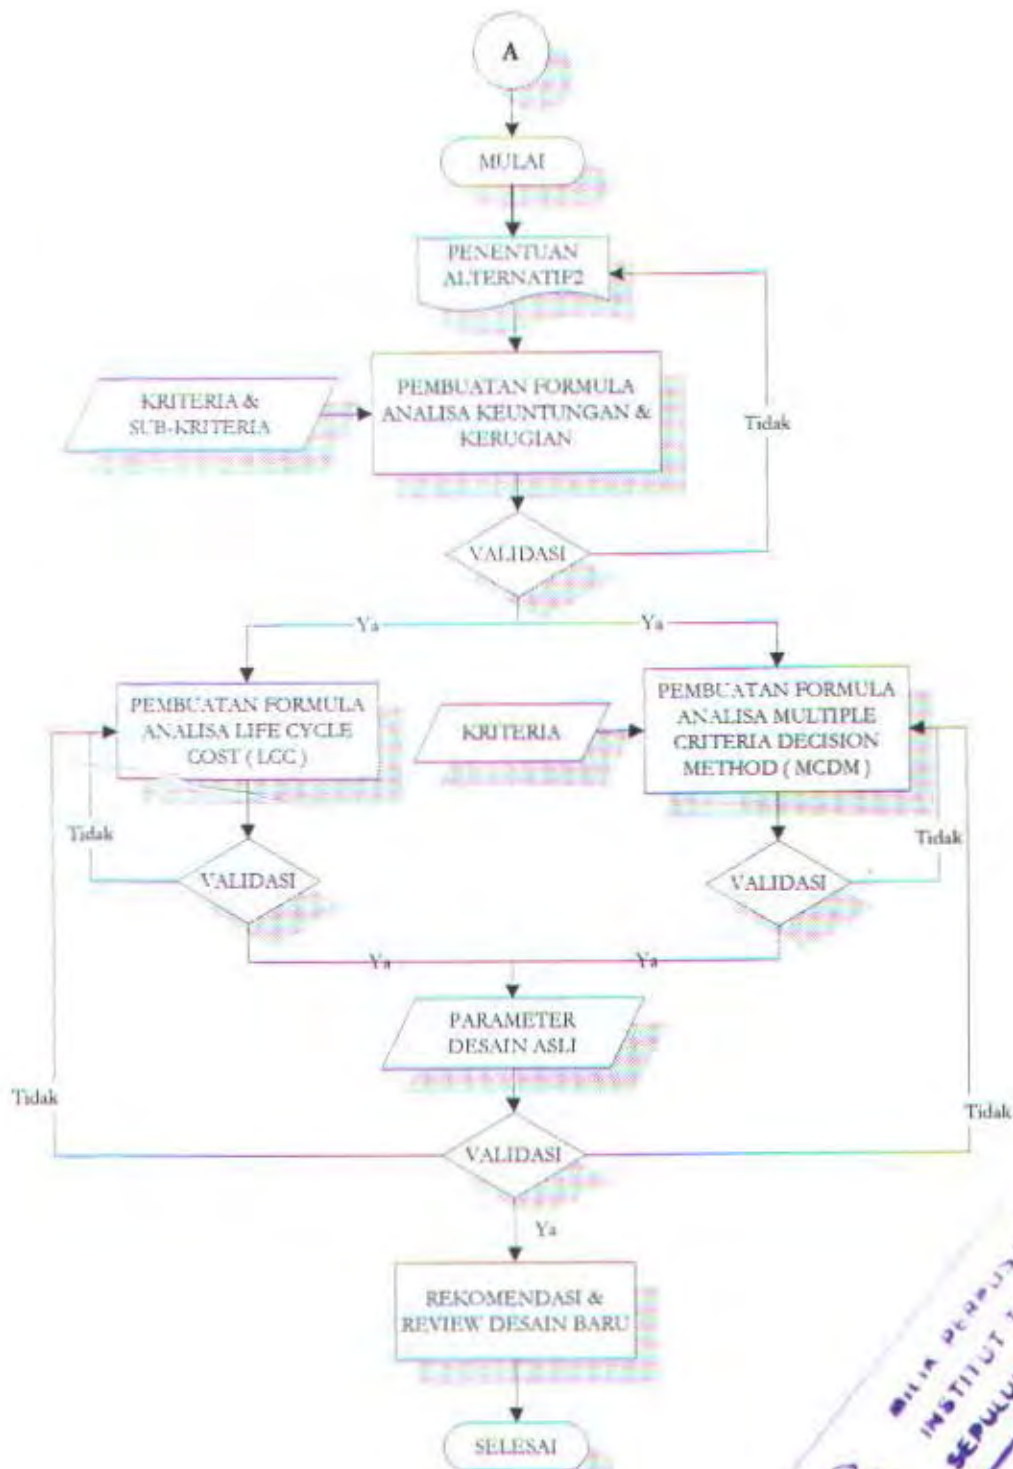 A
MULAI
PENENTUAN
ALTERNATIF2
KRITERIA &
SUB-KRITERIA
PEMBUATAN FORMULA
ANALISA KEUNTUNGAN &
KERUGIAN
Tidak
VALIDASI
Ya
Ya
PEMBUATAN FORMULA
ANALISA LIFE CYCLE
COST ( LCC )
KRITERIA
PEMBUATAN FORMULA
ANALISA MULTIPLE
CRITERIA DECISION
METHOD ( MCDM )
Tidak
Tidak
VALIDASI
VALIDASI
Ya
Ya
PARAMETER
DESAIN ASLI
Tidak
Tidak
VALIDASI
Ya
REKOMENDASI &
REVIEW DESAIN BARU
SELESAI
MILIK
INSTITUT